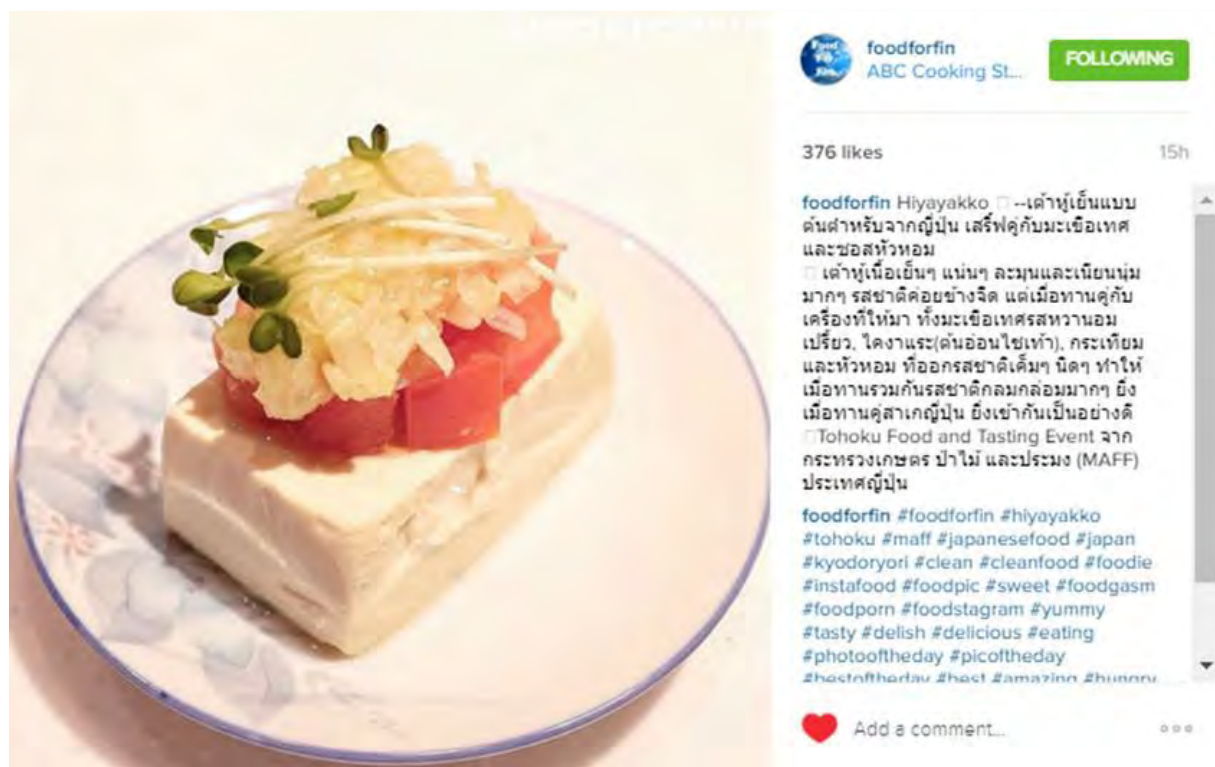 foodforfin
ABC Cooking St...
FOLLOWING
376 likes
15h
foodforfin Hiyayakko □ --เต้าหู้เย็นแบบ
ต้นตำหรับจากญี่ปุ่น เสริ์ฟคู่กับมะเขือเทศ
และซอสหัวหอม
□ เต้าหู้เนื้อเย็นๆ แน่นๆ ละมุนและเนียนนุ่ม
มากๆ รสชาติค่อยข้างจืด แต่เมื่อทานคู่กับ
เครื่องที่ให้มา ทั้งมะเขือเทศรสหวานอม
เปรี้ยว, ไคงาแระ(ต้นอ่อนไชเท้า), กระเทียม
และหัวหอม ที่ออกรสชาติเค็มๆ นิดๆ ทำให้
เมื่อทานรวมกันรสชาติกลมกล่อมมากๆ ยิ่ง
เมื่อทานคู่สาเกญี่ปุ่น ยิ่งเข้ากันเป็นอย่างดี
□Tohoku Food and Tasting Event จาก
กระทรวงเกษตร ป่าไม้ และประมง (MAFF)
ประเทศญี่ปุ่น
foodforfin #foodforfin #hiyayakko
#tohoku #maff #japanesefood #japan
#kyodoryori #clean #cleanfood #foodie
#instafood #foodpic #sweet #foodgasm
#foodporn #foodstagram #yummy
#tasty #delish #delicious #eating
#photooftheday #picoftheday
#bestoftheday #best #amazing #hungry
Add a comment...